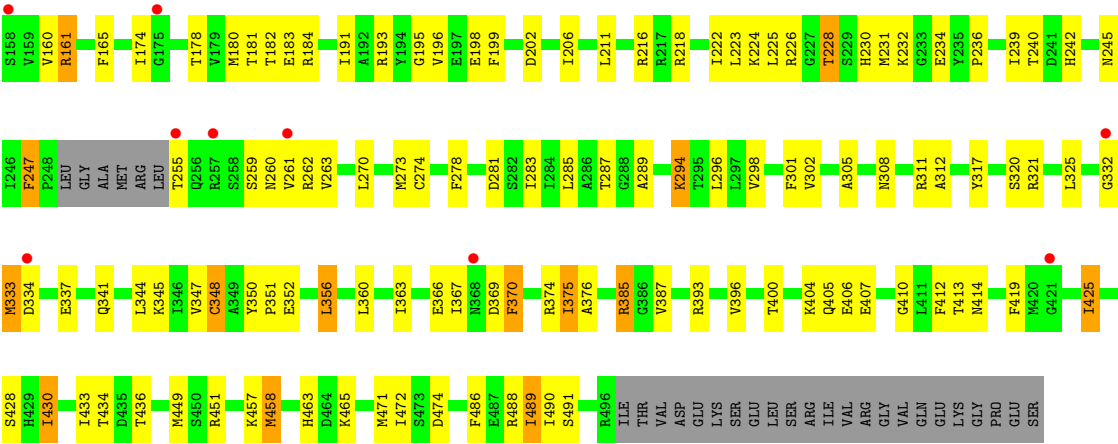 S158 V159 V160 R161 F165 I174 G175 T178 V179 M180 T181 T182 E183 R184 I191 A192 R193 Y194 G195 V196 E197 E198 F199 D202 I206 L211 R216 R217 R218 I222 L223 K224 L225 R226 G227 T228 S229 H230 M231 K232 G233 E234 Y235 P236 I239 T240 D241 H242 N245
I246 F247 P248 LEU GLY ALA MET ARG LEU T255 Q256 R257 S258 S259 N260 V261 R262 V263 L270 M273 C274 F278 D281 S282 I283 I284 L285 A286 T287 G288 A289 K294 T295 L296 L297 V298 F301 V302 A305 N308 R311 A312 Y317 S320 R321 L325 G332
M333 D334 E337 Q341 L344 K345 I346 V347 C348 A349 Y350 P351 E352 L356 L360 I363 E366 I367 N368 D369 F370 R374 I375 A376 R385 G386 V387 R393 V396 T400 K404 Q405 E406 E407 G410 L411 F412 T413 N414 F419 M420 G421 I425
S428 H429 I430 I433 T434 D435 T436 M449 S450 R451 K457 M458 H463 D464 K465 M471 I472 S473 D474 F486 E487 R488 I489 I490 S491 R496 ILE THR VAL ASP GLU LYS SER GLU LEU SER ARG ILE VAL ARG GLY VAL GLN GLU LYS GLY PRO GLU SER